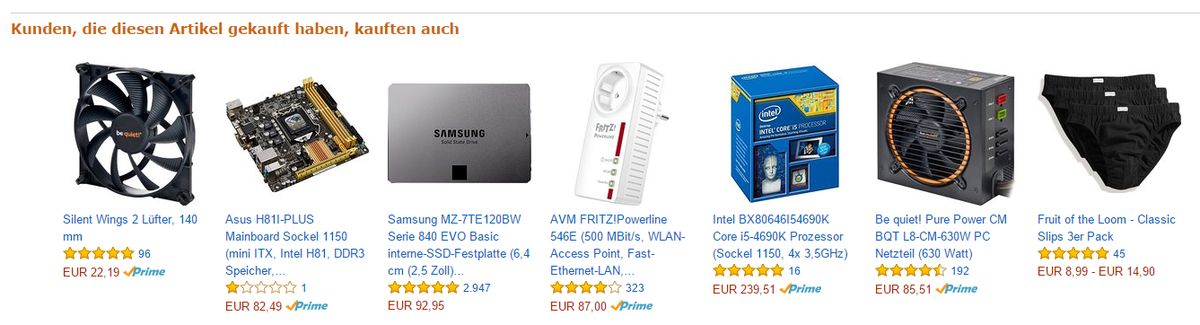 Kunden, die diesen Artikel gekauft haben, kauften auch
be quiet!
SAMSUNG
Solid State Drive
FRITZ!
Powerline
intel
INTEL® CORE™ i5 PROCESSOR
Silent Wings 2 Lüfter, 140
mm
96
EUR 22,19 Prime
Asus H81I-PLUS
Mainboard Sockel 1150
(mini ITX, Intel H81, DDR3
Speicher,...
1
EUR 82,49 Prime
Samsung MZ-7TE120BW
Serie 840 EVO Basic
interne-SSD-Festplatte (6,4
cm (2,5 Zoll)...
2.947
EUR 92,95
AVM FRITZ!Powerline
546E (500 MBit/s, WLAN-
Access Point, Fast-
Ethernet-LAN,...
323
EUR 87,00 Prime
Intel BX80646I54690K
Core i5-4690K Prozessor
(Sockel 1150, 4x 3,5GHz)
16
EUR 239,51 Prime
Be quiet! Pure Power CM
BQT L8-CM-630W PC
Netzteil (630 Watt)
192
EUR 85,51 Prime
Fruit of the Loom - Classic
Slips 3er Pack
45
EUR 8,99 - EUR 14,90